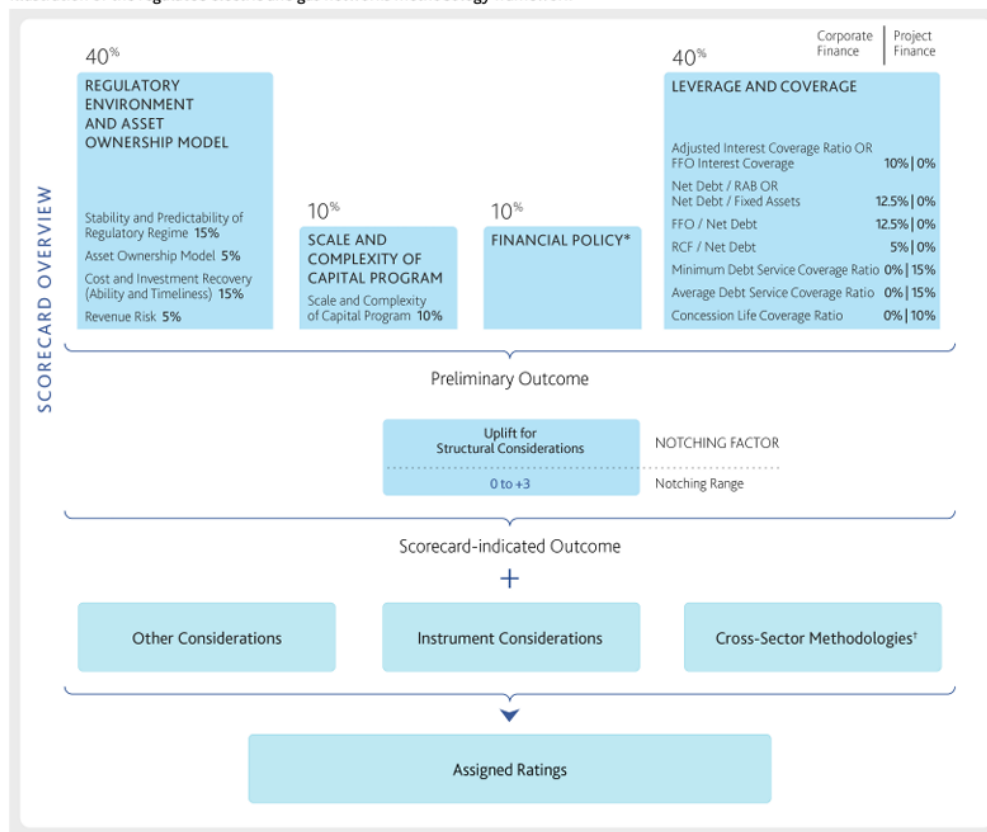 40%
REGULATORY
ENVIRONMENT
AND ASSET
OWNERSHIP MODEL
Stability and Predictability of
Regulatory Regime 15%
Asset Ownership Model 5%
Cost and Investment Recovery
(Ability and Timeliness) 15%
Revenue Risk 5%
10%
SCALE AND
COMPLEXITY OF
CAPITAL PROGRAM
Scale and Complexity
of Capital Program 10%
10%
FINANCIAL POLICY*
Corporate Finance | Project Finance
40%
LEVERAGE AND COVERAGE
Adjusted Interest Coverage Ratio OR
FFO Interest Coverage 10%|0%
Net Debt / RAB OR
Net Debt / Fixed Assets 12.5%|0%
FFO / Net Debt 12.5%|0%
RCF / Net Debt 5%|0%
Minimum Debt Service Coverage Ratio 0%|15%
Average Debt Service Coverage Ratio 0%|15%
Concession Life Coverage Ratio 0%|10%
SCORECARD OVERVIEW
Preliminary Outcome
Uplift for
Structural Considerations
NOTCHING FACTOR
0 to +3
Notching Range
Scorecard-indicated Outcome
+
Other Considerations
Instrument Considerations
Cross-Sector Methodologies†
Assigned Ratings